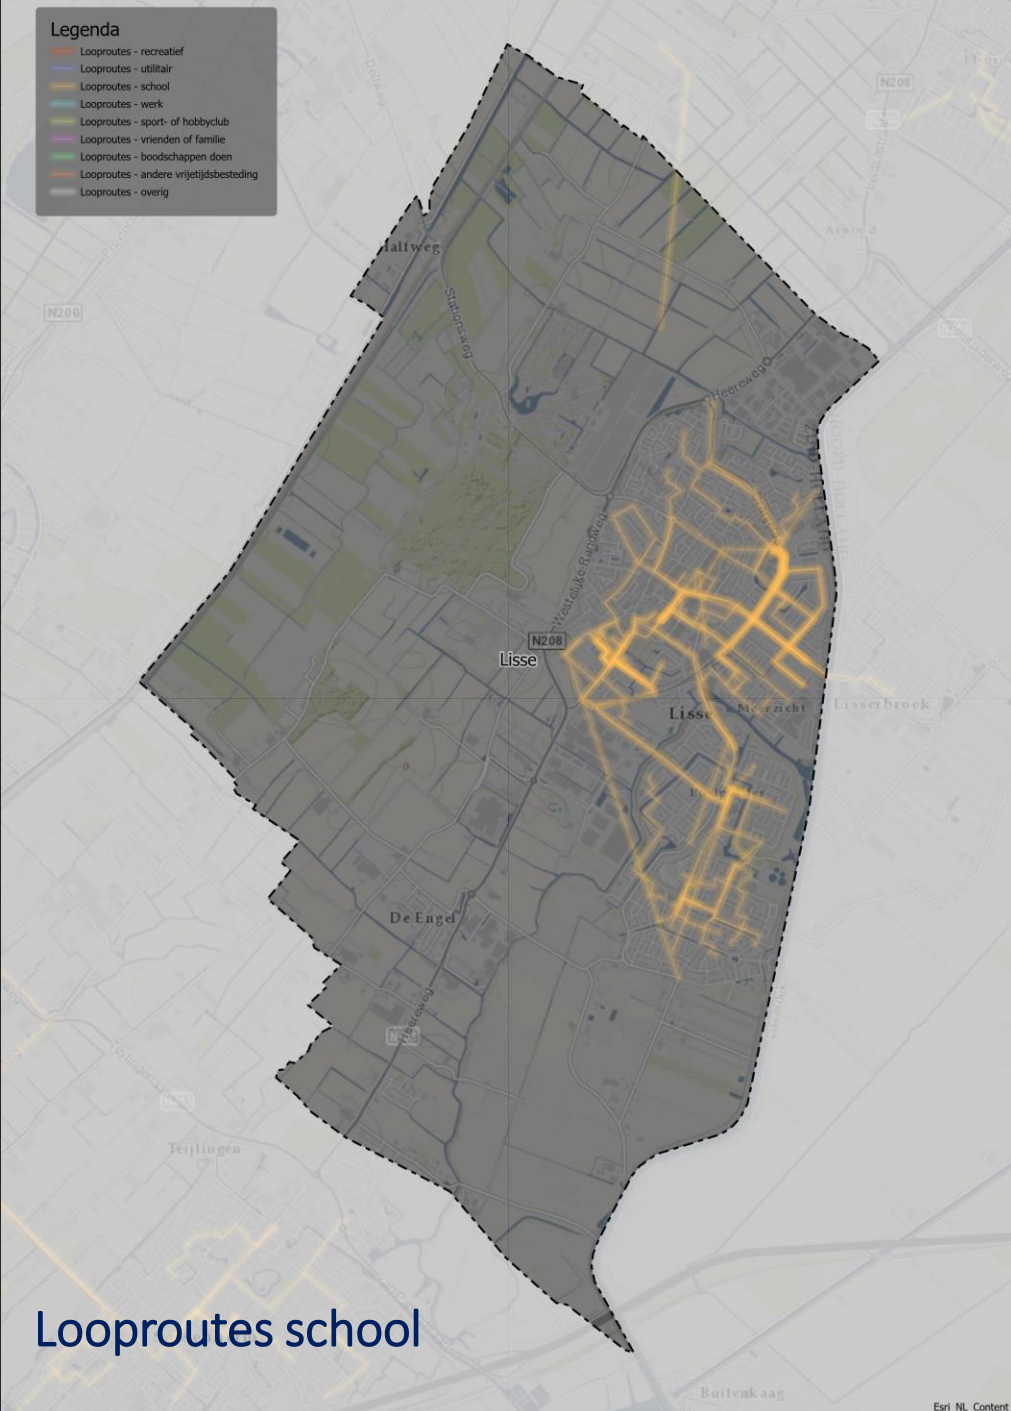 Legenda
Looproutes - recreatief
Looproutes - utilitair
Looproutes - school
Looproutes - werk
Looproutes - sport- of hobbyclub
Looproutes - vrienden of familie
Looproutes - boodschappen doen
Looproutes - andere vrijetijdsbesteding
Looproutes - overig
N208
Halfweg
N206
Stationsweg
Heereweg
Westelijke Randweg
N208
Lisse
Lisse
Meerzicht
Lisserbroek
De Engel
Heereweg
Teijlingen
Looproutes school
Buitenkaag
Esri NL Content